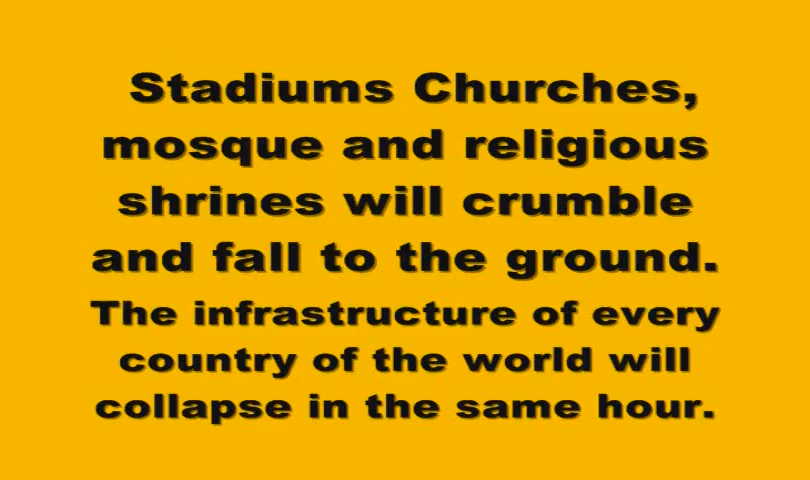 Stadiums Churches,
mosque and religious
shrines will crumble
and fall to the ground.
The infrastructure of every
country of the world will
collapse in the same hour.